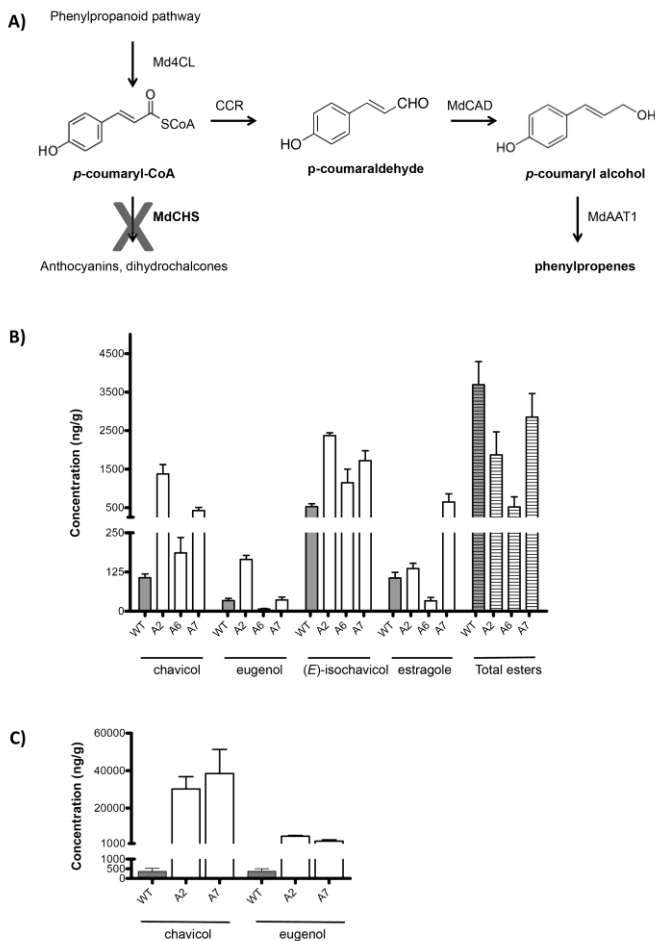 A)
Phenylpropanoid pathway
Md4CL
O
SCoA
HO
p-coumaryl-CoA
CCR
CHO
HO
p-coumaraldehyde
MdCAD
OH
HO
p-coumaryl alcohol
MdCHS
MdAAT1
Anthocyanins, dihydrochalcones
phenylpropenes
B)
Concentration (ng/g)
4500
3500
2500
1500
500
250
125
0
WT A2 A6 A7 WT A2 A6 A7 WT A2 A6 A7 WT A2 A6 A7 WT A2 A6 A7
chavicol eugenol (E)-isochavicol estragole Total esters
C)
Concentration (ng/g)
60000
40000
20000
1000
1000
500
0
WT A2 A7 WT A2 A7
chavicol eugenol